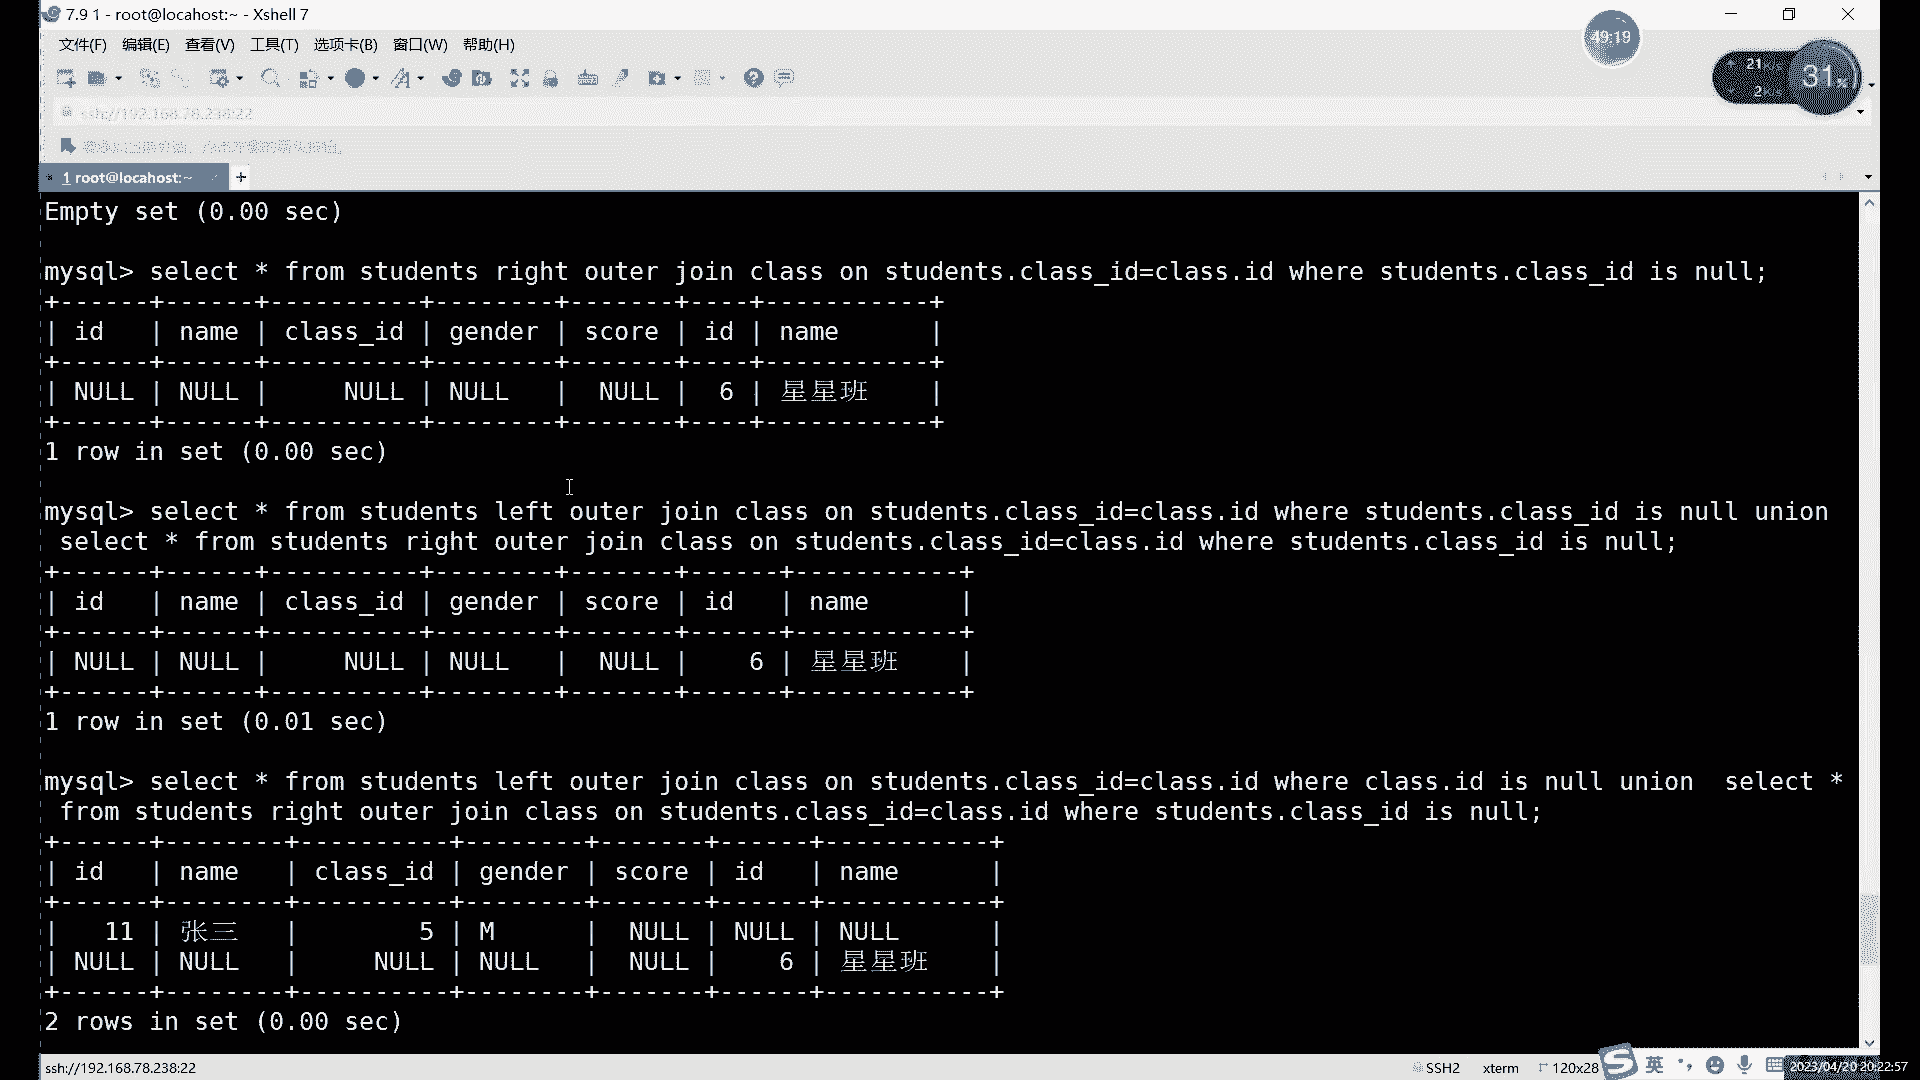 7.9 1 - root@locahost:~ - Xshell 7
文件(F) 编辑(E) 查看(V) 工具(T) 选项卡(B) 窗口(W) 帮助(H)
49:19
21K/s
2K/s
31%
ssh://192.168.78.238:22
1 root@locahost:~
Empty set (0.00 sec)
mysql> select * from students right outer join class on students.class_id=class.id where students.class_id is null;
+------+------+----------+--------+-------+----+-----------+
| id   | name | class_id | gender | score | id | name      |
+------+------+----------+--------+-------+----+-----------+
| NULL | NULL |     NULL | NULL   |  NULL |  6 | 星星班    |
+------+------+----------+--------+-------+----+-----------+
1 row in set (0.00 sec)
mysql> select * from students left outer join class on students.class_id=class.id where students.class_id is null union
 select * from students right outer join class on students.class_id=class.id where students.class_id is null;
+------+------+----------+--------+-------+------+-----------+
| id   | name | class_id | gender | score | id   | name      |
+------+------+----------+--------+-------+------+-----------+
| NULL | NULL |     NULL | NULL   |  NULL |    6 | 星星班    |
+------+------+----------+--------+-------+------+-----------+
1 row in set (0.01 sec)
mysql> select * from students left outer join class on students.class_id=class.id where class.id is null union  select *
 from students right outer join class on students.class_id=class.id where students.class_id is null;
+------+--------+----------+--------+-------+------+-----------+
| id   | name   | class_id | gender | score | id   | name      |
+------+--------+----------+--------+-------+------+-----------+
|   11 | 张三   |        5 | M      |  NULL | NULL | NULL      |
| NULL | NULL   |     NULL | NULL   |  NULL |    6 | 星星班    |
+------+--------+----------+--------+-------+------+-----------+
2 rows in set (0.00 sec)
ssh://192.168.78.238:22
SSH2 xterm 120x28
英
2023/04/20 20:22:57